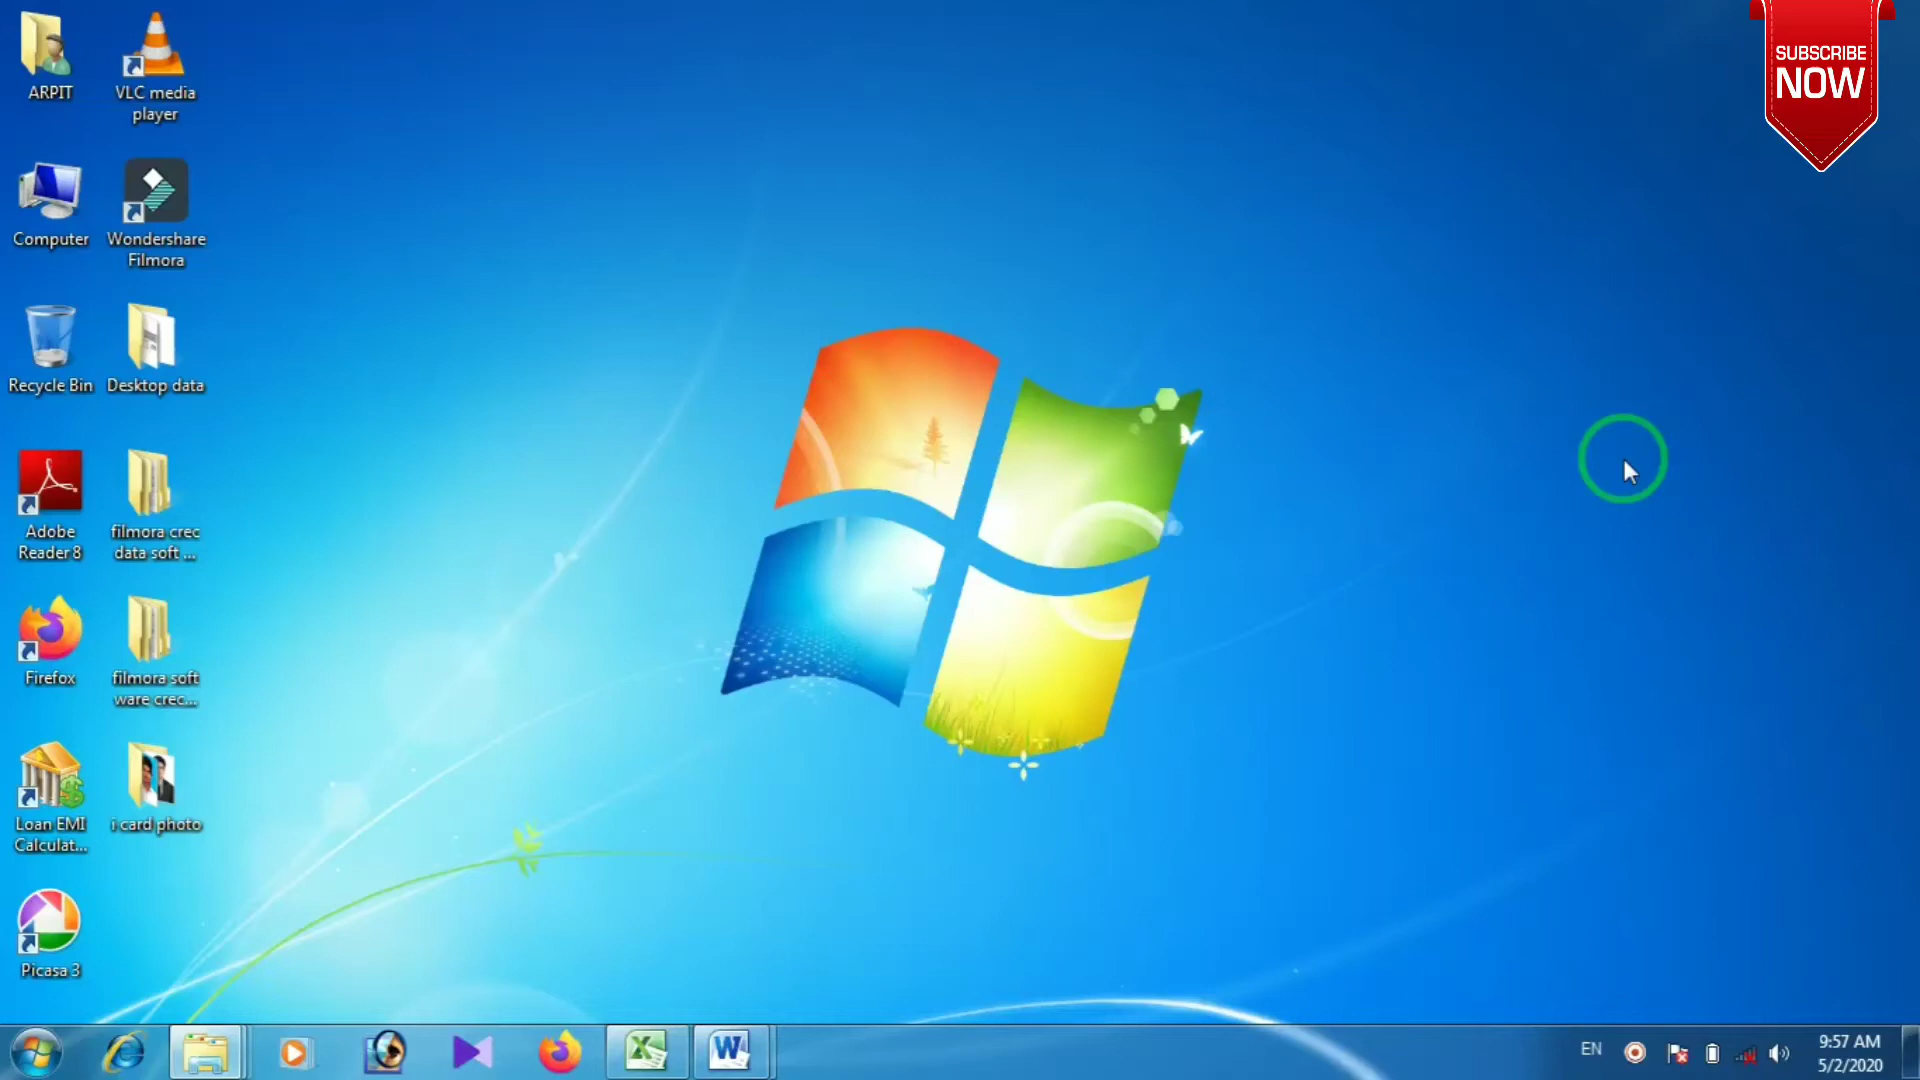 SUBSCRIBE
NOW
ARPIT
VLC media
player
Computer
Wondershare
Filmora
Recycle Bin
Desktop data
Adobe
Reader 8
filmora crec
data soft ...
Firefox
filmora soft
ware crec...
Loan EMI
Calculat...
i card photo
Picasa 3
EN
9:57 AM
5/2/2020